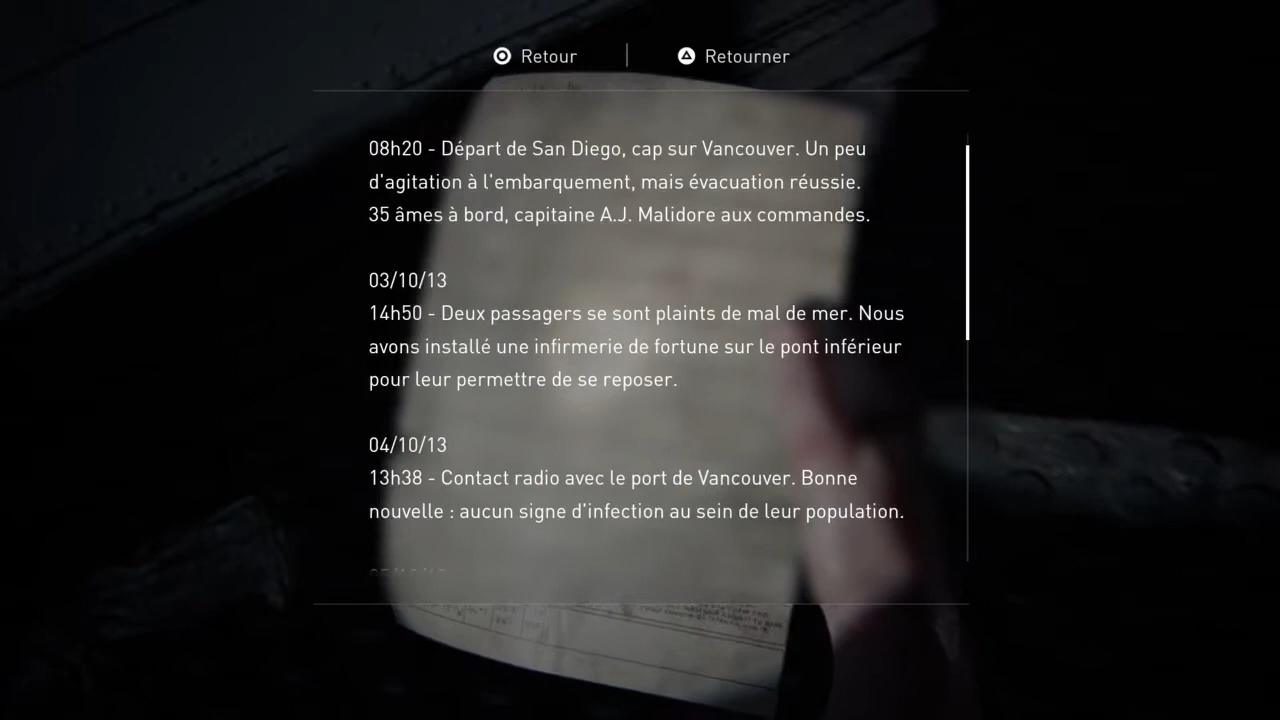 Retour
Retourner
08h20 - Départ de San Diego, cap sur Vancouver. Un peu
d'agitation à l'embarquement, mais évacuation réussie.
35 âmes à bord, capitaine A.J. Malidore aux commandes.
03/10/13
14h50 - Deux passagers se sont plaints de mal de mer. Nous
avons installé une infirmerie de fortune sur le pont inférieur
pour leur permettre de se reposer.
04/10/13
13h38 - Contact radio avec le port de Vancouver. Bonne
nouvelle : aucun signe d'infection au sein de leur population.